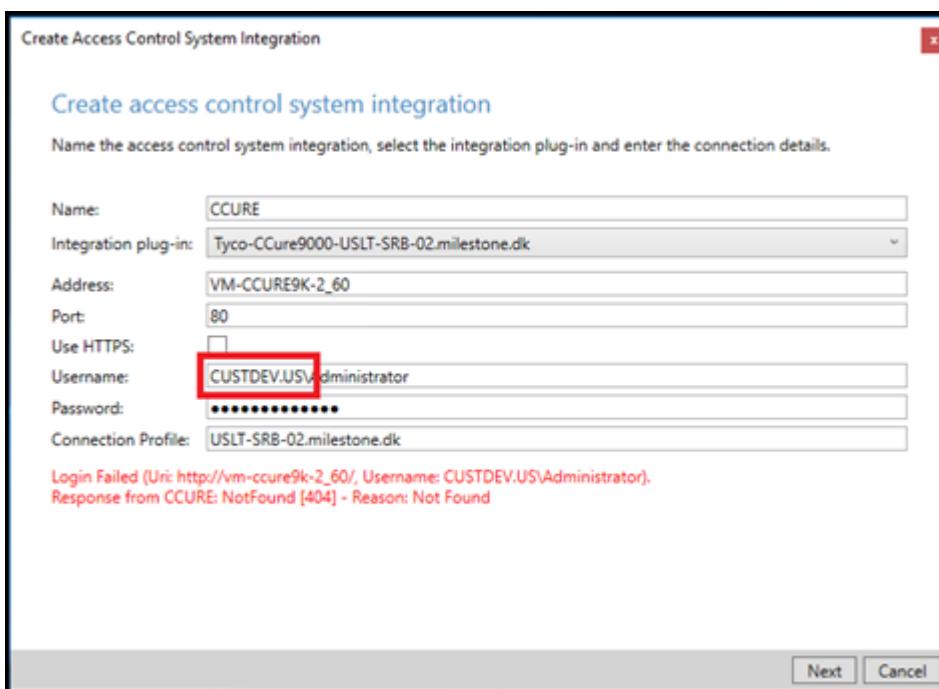 Create Access Control System Integration
x
Create access control system integration
Name the access control system integration, select the integration plug-in and enter the connection details.
Name: CCURE
Integration plug-in: Tyco-CCure9000-USLT-SRB-02.milestone.dk
Address: VM-CCURE9K-2_60
Port: 80
Use HTTPS:
Username: CUSTDEV.US\Administrator
Password: •••••••••••••
Connection Profile: USLT-SRB-02.milestone.dk
Login Failed (Uri: http://vm-ccure9k-2_60/, Username: CUSTDEV.US\Administrator).
Response from CCURE: NotFound [404] - Reason: Not Found
Next Cancel